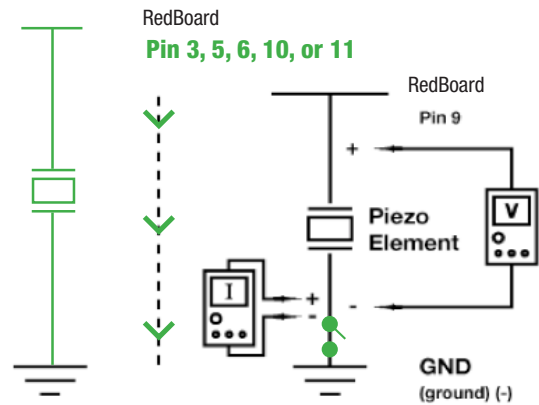 RedBoard
Pin 3, 5, 6, 10, or 11
RedBoard
Pin 9
+
V
Piezo
Element
I
+
-
-
GND
(ground) (-)